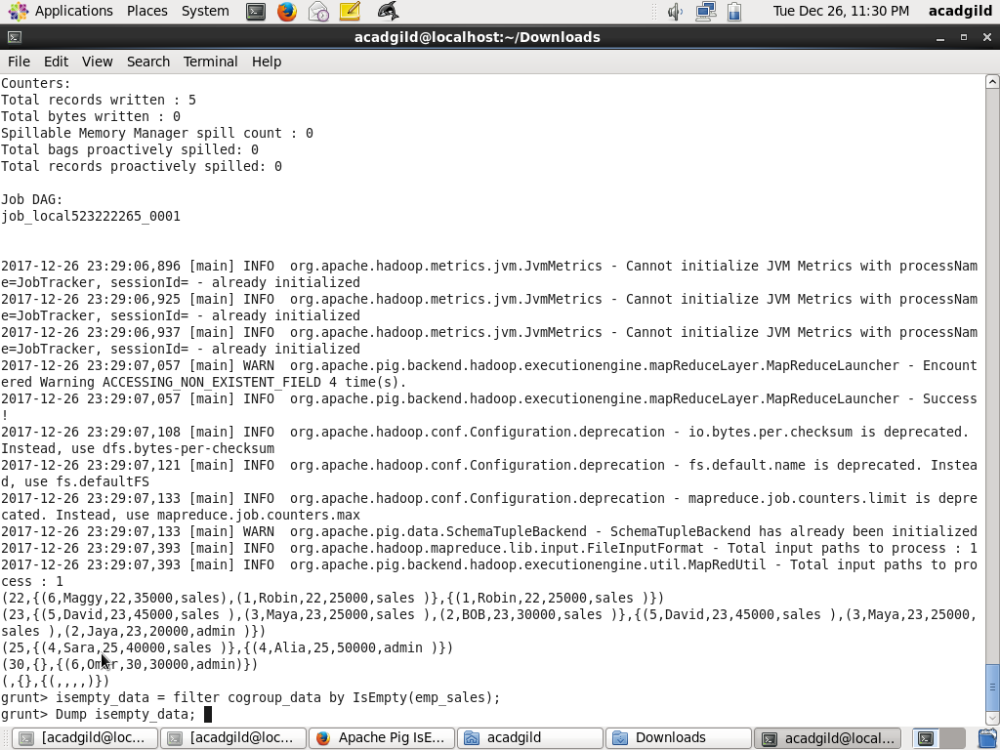 Applications Places System Tue Dec 26, 11:30 PM acadgild
acadgild@localhost:~/Downloads
File Edit View Search Terminal Help
Counters:
Total records written : 5
Total bytes written : 0
Spillable Memory Manager spill count : 0
Total bags proactively spilled: 0
Total records proactively spilled: 0
Job DAG:
job_local523222265_0001
2017-12-26 23:29:06,896 [main] INFO  org.apache.hadoop.metrics.jvm.JvmMetrics - Cannot initialize JVM Metrics with processNam
e=JobTracker, sessionId= - already initialized
2017-12-26 23:29:06,925 [main] INFO  org.apache.hadoop.metrics.jvm.JvmMetrics - Cannot initialize JVM Metrics with processNam
e=JobTracker, sessionId= - already initialized
2017-12-26 23:29:06,937 [main] INFO  org.apache.hadoop.metrics.jvm.JvmMetrics - Cannot initialize JVM Metrics with processNam
e=JobTracker, sessionId= - already initialized
2017-12-26 23:29:07,057 [main] WARN  org.apache.pig.backend.hadoop.executionengine.mapReduceLayer.MapReduceLauncher - Encount
ered Warning ACCESSING_NON_EXISTENT_FIELD 4 time(s).
2017-12-26 23:29:07,057 [main] INFO  org.apache.pig.backend.hadoop.executionengine.mapReduceLayer.MapReduceLauncher - Success
!
2017-12-26 23:29:07,108 [main] INFO  org.apache.hadoop.conf.Configuration.deprecation - io.bytes.per.checksum is deprecated.
Instead, use dfs.bytes-per-checksum
2017-12-26 23:29:07,121 [main] INFO  org.apache.hadoop.conf.Configuration.deprecation - fs.default.name is deprecated. Instea
d, use fs.defaultFS
2017-12-26 23:29:07,133 [main] INFO  org.apache.hadoop.conf.Configuration.deprecation - mapreduce.job.counters.limit is depre
cated. Instead, use mapreduce.job.counters.max
2017-12-26 23:29:07,133 [main] WARN  org.apache.pig.data.SchemaTupleBackend - SchemaTupleBackend has already been initialized
2017-12-26 23:29:07,393 [main] INFO  org.apache.hadoop.mapreduce.lib.input.FileInputFormat - Total input paths to process : 1
2017-12-26 23:29:07,393 [main] INFO  org.apache.pig.backend.hadoop.executionengine.util.MapRedUtil - Total input paths to pro
cess : 1
(22,{(6,Maggy,22,35000,sales),(1,Robin,22,25000,sales )},{(1,Robin,22,25000,sales )})
(23,{(5,David,23,45000,sales ),(3,Maya,23,25000,sales ),(2,BOB,23,30000,sales )},{(5,David,23,45000,sales ),(3,Maya,23,25000,
sales ),(2,Jaya,23,20000,admin )})
(25,{(4,Sara,25,40000,sales )},{(4,Alia,25,50000,admin )})
(30,{},{(6,Omar,30,30000,admin)})
(,{},{(,,,,)})
grunt> isempty_data = filter cogroup_data by IsEmpty(emp_sales);
grunt> Dump isempty_data;
[acadgild@loc... [acadgild@loc... Apache Pig IsE... acadgild Downloads acadgild@local...